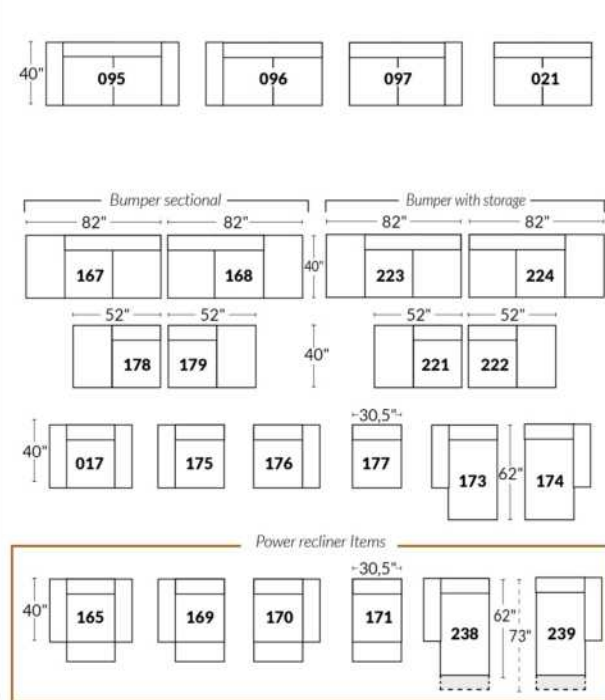 40" 095 096 097 021
Bumper sectional Bumper with storage
82" 82" 82" 82"
167 168 40" 223 224
52" 52" 52" 52"
178 179 40" 221 222
30,5"
40" 017 175 176 177 173 62" 174
Power recliner Items
30,5"
40" 165 169 170 171 238 62" 73" 239